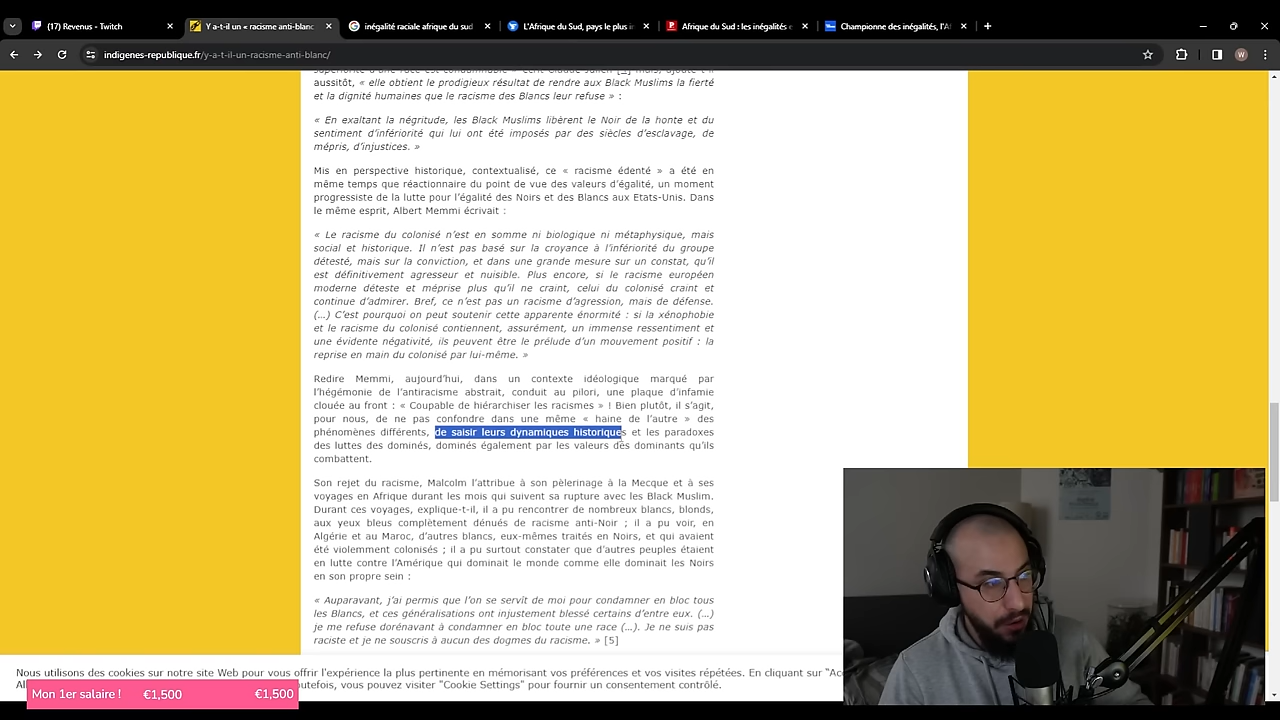 (17) Revenus - Twitch
Y a-t-il un « racisme anti-blanc
inégalité raciale afrique du sud
L'Afrique du Sud, pays le plus in
Afrique du Sud : les inégalités e
Championne des inégalités, l'Af
indigenes-republique.fr/y-a-t-il-un-racisme-anti-blanc/
W
aussitôt, « elle obtient le prodigieux résultat de rendre aux Black Muslims la fierté
et la dignité humaines que le racisme des Blancs leur refuse » :
« En exaltant la négritude, les Black Muslims libèrent le Noir de la honte et du
sentiment d'infériorité qui lui ont été imposés par des siècles d'esclavage, de
mépris, d'injustices. »
Mis en perspective historique, contextualisé, ce « racisme édenté » a été en
même temps que réactionnaire du point de vue des valeurs d'égalité, un moment
progressiste de la lutte pour l'égalité des Noirs et des Blancs aux Etats-Unis. Dans
le même esprit, Albert Memmi écrivait :
« Le racisme du colonisé n'est en somme ni biologique ni métaphysique, mais
social et historique. Il n'est pas basé sur la croyance à l'infériorité du groupe
détesté, mais sur la conviction, et dans une grande mesure sur un constat, qu'il
est définitivement agresseur et nuisible. Plus encore, si le racisme européen
moderne déteste et méprise plus qu'il ne craint, celui du colonisé craint et
continue d'admirer. Bref, ce n'est pas un racisme d'agression, mais de défense.
(…) C'est pourquoi on peut soutenir cette apparente énormité : si la xénophobie
et le racisme du colonisé contiennent, assurément, un immense ressentiment et
une évidente négativité, ils peuvent être le prélude d'un mouvement positif : la
reprise en main du colonisé par lui-même. »
Redire Memmi, aujourd'hui, dans un contexte idéologique marqué par
l'hégémonie de l'antiracisme abstrait, conduit au pilori, une plaque d'infamie
clouée au front : « Coupable de hiérarchiser les racismes » ! Bien plutôt, il s'agit,
pour nous, de ne pas confondre dans une même « haine de l'autre » des
phénomènes différents, de saisir leurs dynamiques historiques et les paradoxes
des luttes des dominés, dominés également par les valeurs des dominants qu'ils
combattent.
Son rejet du racisme, Malcolm l'attribue à son pèlerinage à la Mecque et à ses
voyages en Afrique durant les mois qui suivent sa rupture avec les Black Muslim.
Durant ces voyages, explique-t-il, il a pu rencontrer de nombreux blancs, blonds,
aux yeux bleus complètement dénués de racisme anti-Noir ; il a pu voir, en
Algérie et au Maroc, d'autres blancs, eux-mêmes traités en Noirs, et qui avaient
été violemment colonisés ; il a pu surtout constater que d'autres peuples étaient
en lutte contre l'Amérique qui dominait le monde comme elle dominait les Noirs
en son propre sein :
« Auparavant, j'ai permis que l'on se servît de moi pour condamner en bloc tous
les Blancs, et ces généralisations ont injustement blessé certains d'entre eux. (…)
je me refuse dorénavant à condamner en bloc toute une race (…). Je ne suis pas
raciste et je ne souscris à aucun des dogmes du racisme. » [5]
Nous utilisons des cookies sur notre site Web pour vous offrir l'expérience la plus pertinente en mémorisant vos préférences et vos visites répétées. En cliquant sur "Ac
outefois, vous pouvez visiter "Cookie Settings" pour fournir un consentement contrôlé.
Mon 1er salaire ! €1,500 €1,500